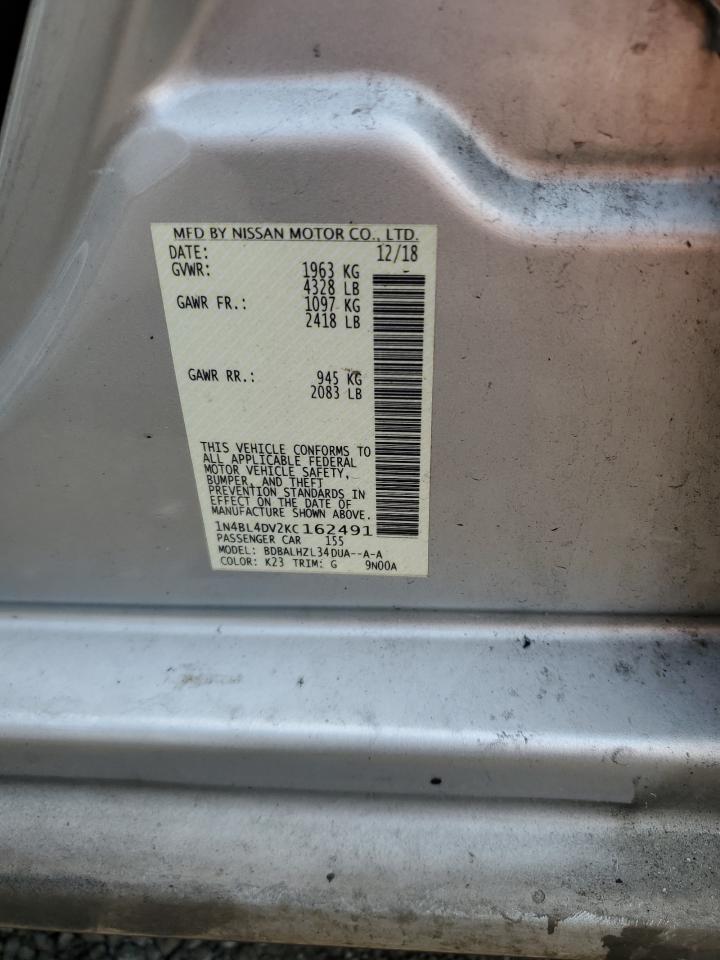 MFD BY NISSAN MOTOR CO., LTD.
DATE: 12/18
GVWR: 1963 KG
4328 LB
GAWR FR.: 1097 KG
2418 LB
GAWR RR.: 945 KG
2083 LB
THIS VEHICLE CONFORMS TO
ALL APPLICABLE FEDERAL
MOTOR VEHICLE SAFETY,
BUMPER, AND THEFT
PREVENTION STANDARDS IN
EFFECT ON THE DATE OF
MANUFACTURE SHOWN ABOVE.
1N4BL4DV2KC162491
PASSENGER CAR 155
MODEL: BDBALHZL34DUA--A-A
COLOR: K23 TRIM: G 9N00A